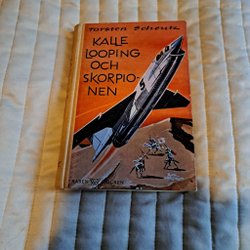 Torsten Scheutz
KALLE
LOOPING
OCH
SKORPIO-
NEN